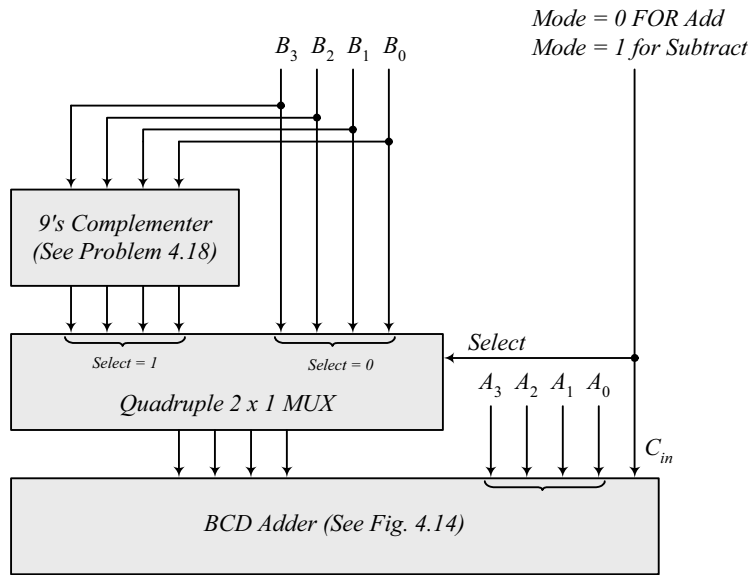 Mode = 0 FOR Add
Mode = 1 for Subtract
B3 B2 B1 B0
9's Complementer
(See Problem 4.18)
Select = 1
Select = 0
Select
Quadruple 2 x 1 MUX
A3 A2 A1 A0
Cin
BCD Adder (See Fig. 4.14)